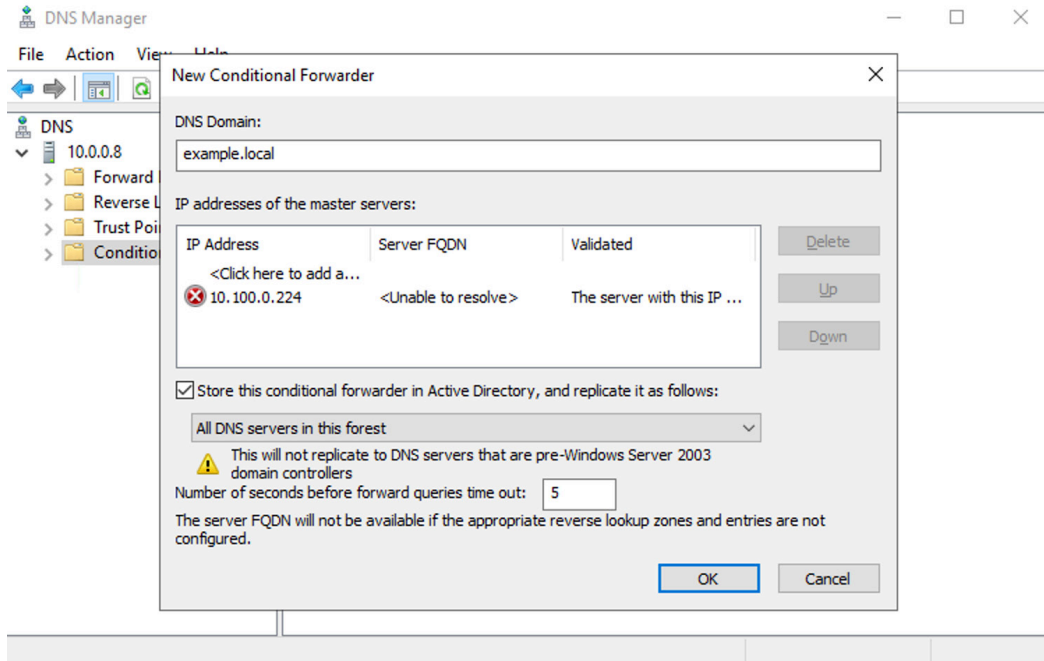 DNS Manager
File Action View Help
New Conditional Forwarder
DNS
10.0.0.8
Forward
Reverse L
Trust Poi
Conditio
DNS Domain:
example.local
IP addresses of the master servers:
IP Address Server FQDN Validated
<Click here to add a...
10.100.0.224 <Unable to resolve> The server with this IP ...
Delete
Up
Down
Store this conditional forwarder in Active Directory, and replicate it as follows:
All DNS servers in this forest
This will not replicate to DNS servers that are pre-Windows Server 2003
domain controllers
Number of seconds before forward queries time out: 5
The server FQDN will not be available if the appropriate reverse lookup zones and entries are not
configured.
OK Cancel